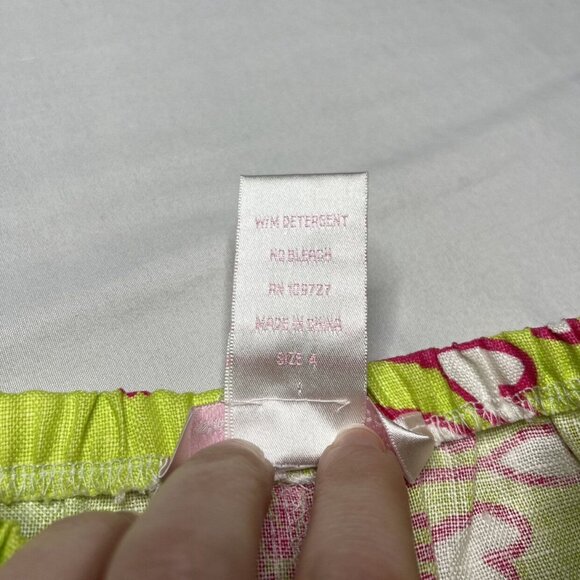 W/M DETERGENT
NO BLEACH
RN 109727
MADE IN CHINA
SIZE 4